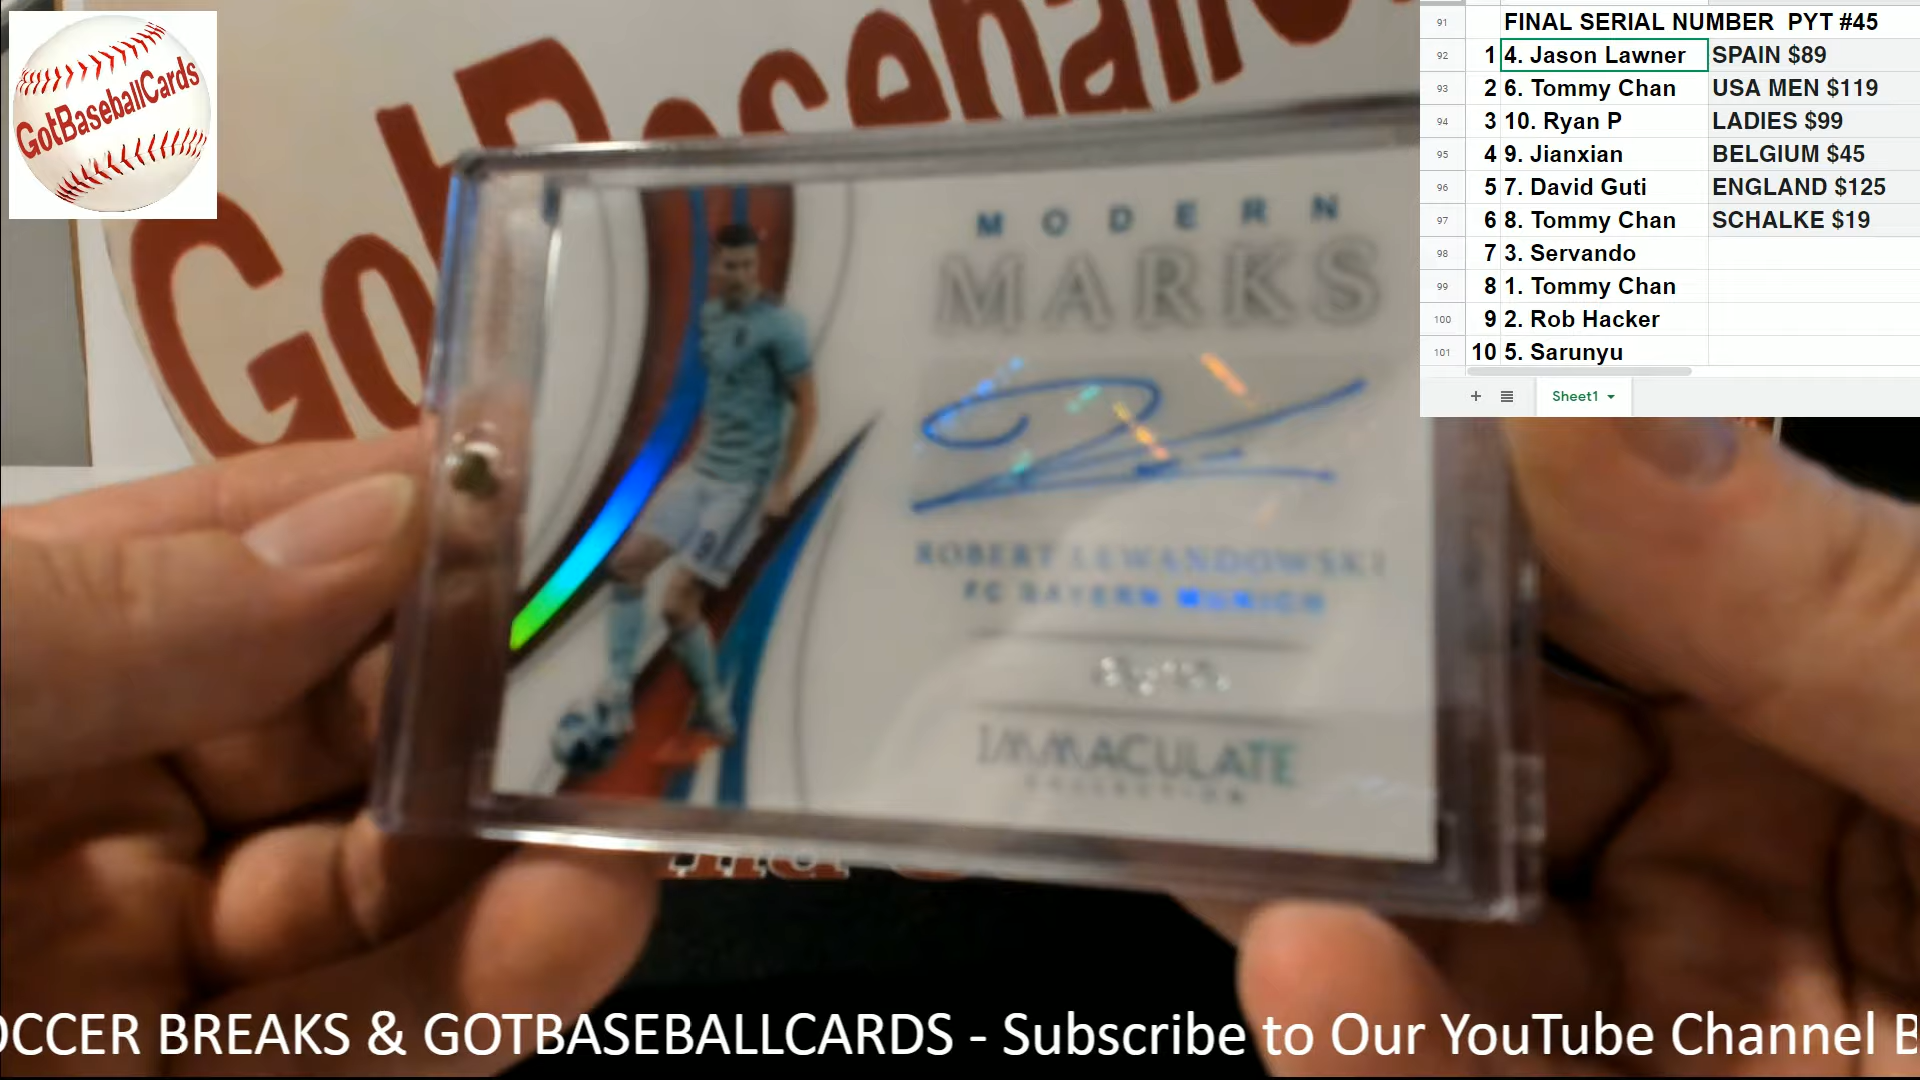 GotBaseballCards
GotBaseballC
MODERN
MARKS
ROBERT LEWANDOWSKI
FC BAYERN MUNICH
IMMACULATE
COLLECTION
91 FINAL SERIAL NUMBER PYT #45
92 1 4. Jason Lawner SPAIN $89
93 2 6. Tommy Chan USA MEN $119
94 3 10. Ryan P LADIES $99
95 4 9. Jianxian BELGIUM $45
96 5 7. David Guti ENGLAND $125
97 6 8. Tommy Chan SCHALKE $19
98 7 3. Servando
99 8 1. Tommy Chan
100 9 2. Rob Hacker
101 10 5. Sarunyu
+ Sheet1
OCCER BREAKS & GOTBASEBALLCARDS - Subscribe to Our YouTube Channel B